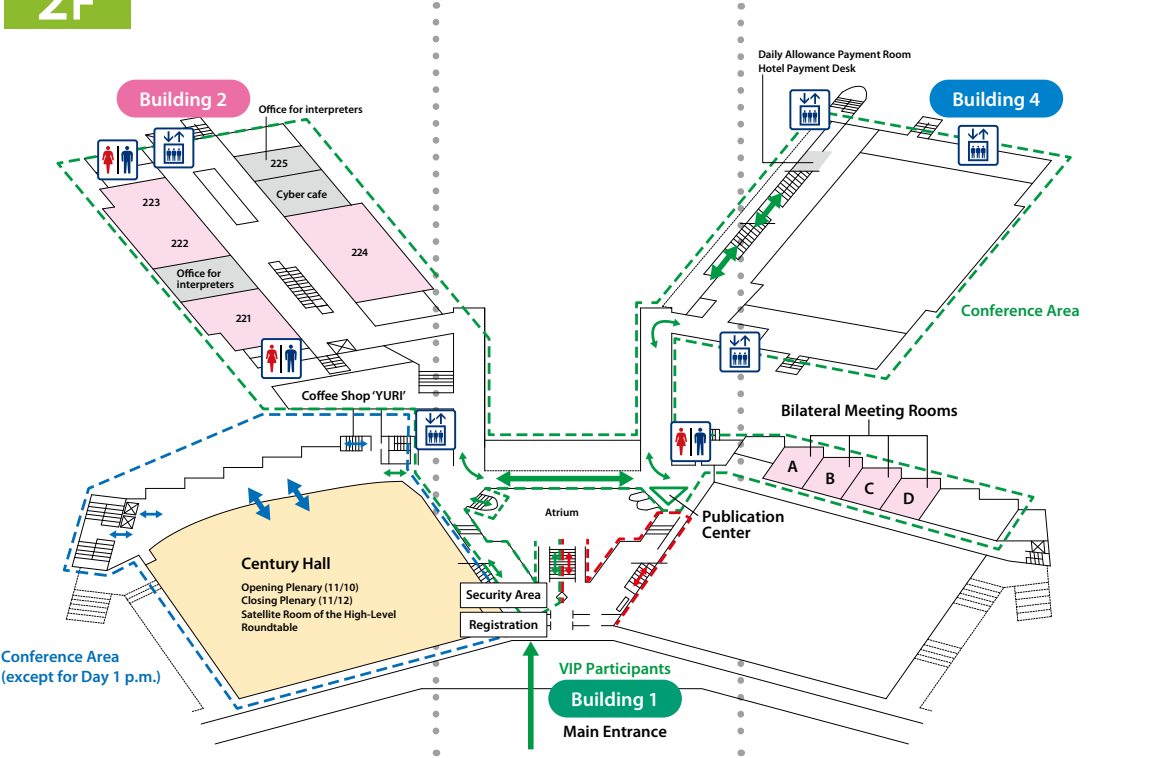 2F
Daily Allowance Payment Room
Hotel Payment Desk
Building 2
Building 4
Office for interpreters
225
Cyber cafe
223
222
224
Office for
interpreters
221
Conference Area
Coffee Shop ‘YURI’
Bilateral Meeting Rooms
A
B
C
D
Atrium
Publication
Center
Century Hall
Opening Plenary (11/10)
Closing Plenary (11/12)
Satellite Room of the High-Level
Roundtable
Security Area
Registration
Conference Area
(except for Day 1 p.m.)
VIP Participants
Building 1
Main Entrance